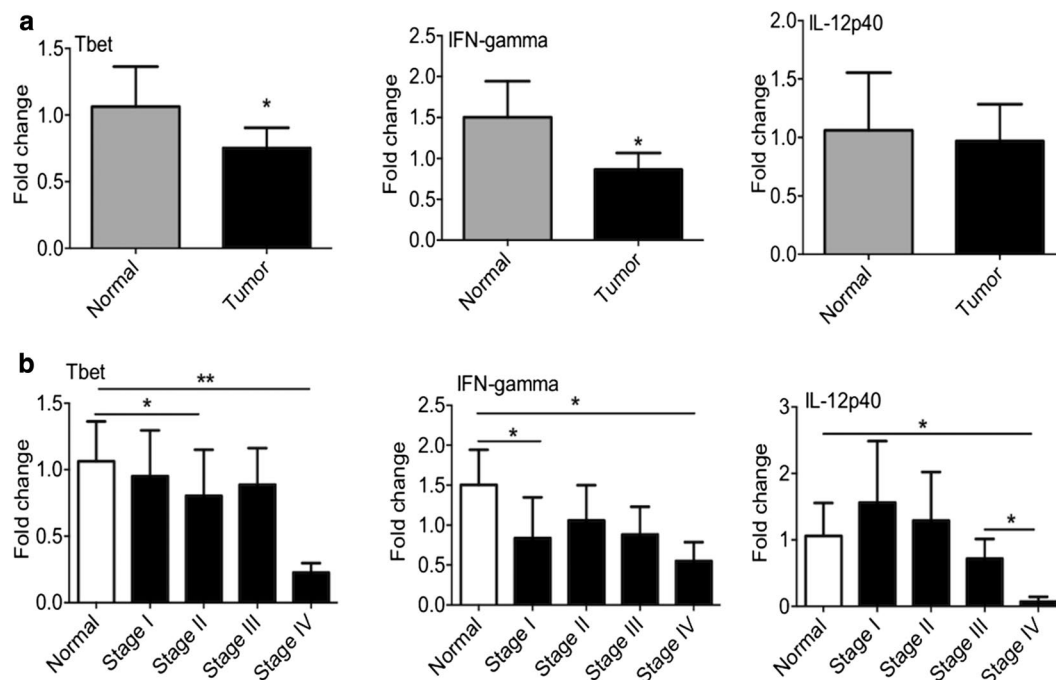 a
Tbet
Fold change
1.5
1.0
0.5
0.0
*
Normal
Tumor
IFN-gamma
Fold change
2.5
2.0
1.5
1.0
0.5
0.0
*
Normal
Tumor
IL-12p40
Fold change
2.0
1.5
1.0
0.5
0.0
Normal
Tumor
b
Tbet
Fold change
1.5
1.0
0.5
0.0
**
*
Normal
Stage I
Stage II
Stage III
Stage IV
IFN-gamma
Fold change
2.5
2.0
1.5
1.0
0.5
0.0
*
*
Normal
Stage I
Stage II
Stage III
Stage IV
IL-12p40
Fold change
3
2
1
0
*
*
Normal
Stage I
Stage II
Stage III
Stage IV